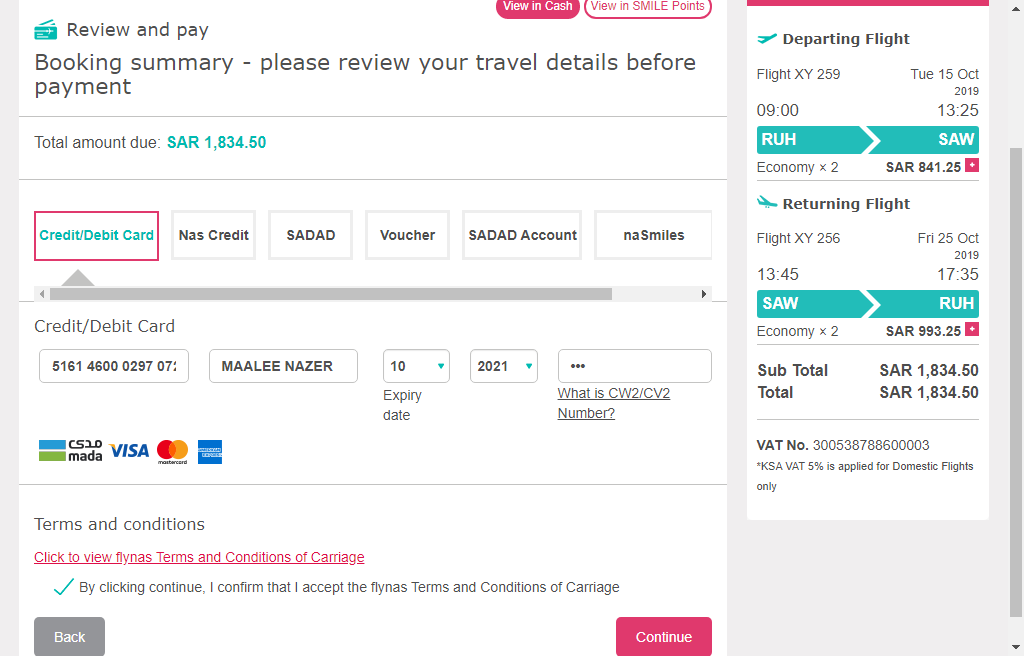 View in Cash
View in SMILE Points
Review and pay
Booking summary - please review your travel details before
payment
Total amount due: SAR 1,834.50
Credit/Debit Card
Nas Credit
SADAD
Voucher
SADAD Account
naSmiles
Credit/Debit Card
5161 4600 0297 072
MAALEE NAZER
10
2021
•••
Expiry
date
What is CW2/CV2
Number?
مدى
mada
VISA
mastercard
AMERICAN
EXPRESS
Terms and conditions
Click to view flynas Terms and Conditions of Carriage
By clicking continue, I confirm that I accept the flynas Terms and Conditions of Carriage
Back
Continue
Departing Flight
Flight XY 259
Tue 15 Oct
2019
09:00
13:25
RUH
SAW
Economy × 2
SAR 841.25 +
Returning Flight
Flight XY 256
Fri 25 Oct
2019
13:45
17:35
SAW
RUH
Economy × 2
SAR 993.25 +
Sub Total
SAR 1,834.50
Total
SAR 1,834.50
VAT No. 300538788600003
*KSA VAT 5% is applied for Domestic Flights
only